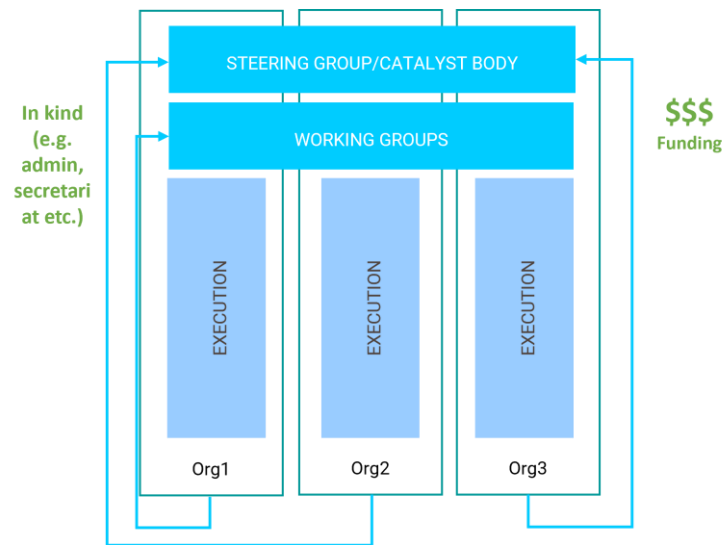 STEERING GROUP/CATALYST BODY
In kind
(e.g.
admin,
secretari
at etc.)
$$$
Funding
WORKING GROUPS
EXECUTION
EXECUTION
EXECUTION
Org1
Org2
Org3